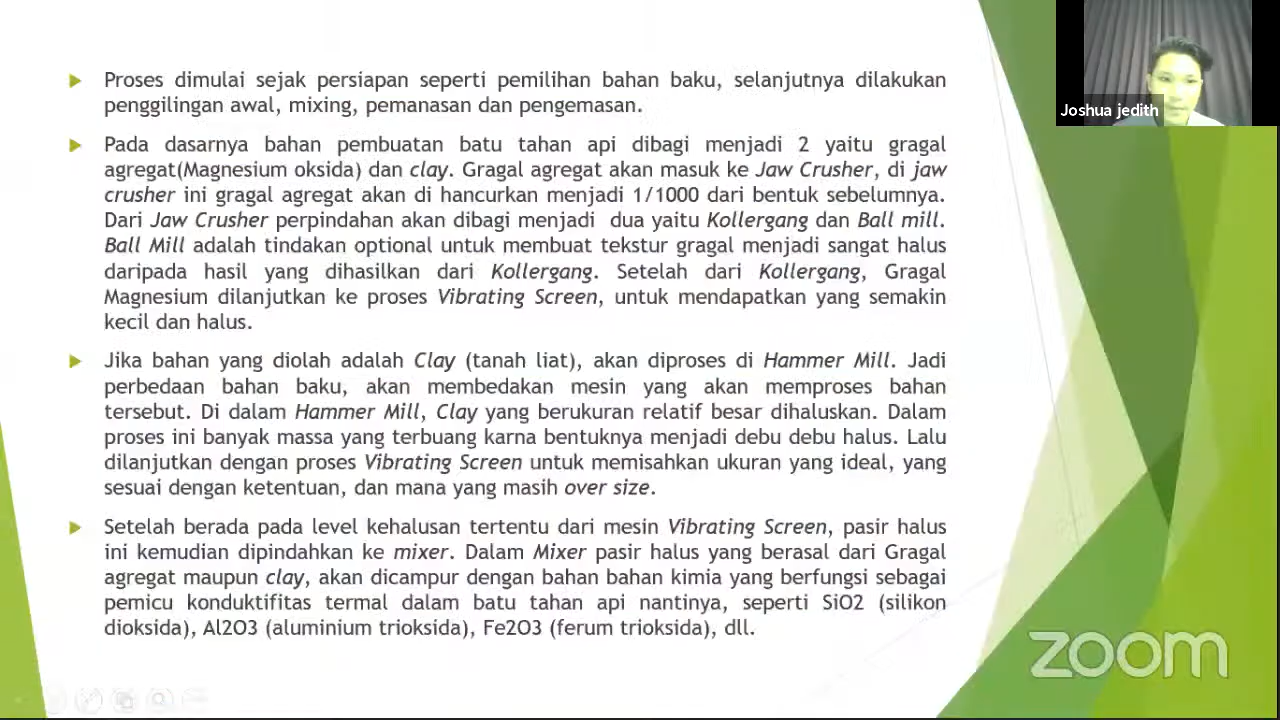 Proses dimulai sejak persiapan seperti pemilihan bahan baku, selanjutnya dilakukan
penggilingan awal, mixing, pemanasan dan pengemasan.
Pada dasarnya bahan pembuatan batu tahan api dibagi menjadi 2 yaitu gragal
agregat(Magnesium oksida) dan clay. Gragal agregat akan masuk ke Jaw Crusher, di jaw
crusher ini gragal agregat akan di hancurkan menjadi 1/1000 dari bentuk sebelumnya.
Dari Jaw Crusher perpindahan akan dibagi menjadi dua yaitu Kollergang dan Ball mill.
Ball Mill adalah tindakan optional untuk membuat tekstur gragal menjadi sangat halus
daripada hasil yang dihasilkan dari Kollergang. Setelah dari Kollergang, Gragal
Magnesium dilanjutkan ke proses Vibrating Screen, untuk mendapatkan yang semakin
kecil dan halus.
Jika bahan yang diolah adalah Clay (tanah liat), akan diproses di Hammer Mill. Jadi
perbedaan bahan baku, akan membedakan mesin yang akan memproses bahan
tersebut. Di dalam Hammer Mill, Clay yang berukuran relatif besar dihaluskan. Dalam
proses ini banyak massa yang terbuang karna bentuknya menjadi debu debu halus. Lalu
dilanjutkan dengan proses Vibrating Screen untuk memisahkan ukuran yang ideal, yang
sesuai dengan ketentuan, dan mana yang masih over size.
Setelah berada pada level kehalusan tertentu dari mesin Vibrating Screen, pasir halus
ini kemudian dipindahkan ke mixer. Dalam Mixer pasir halus yang berasal dari Gragal
agregat maupun clay, akan dicampur dengan bahan bahan kimia yang berfungsi sebagai
pemicu konduktifitas termal dalam batu tahan api nantinya, seperti SiO2 (silikon
dioksida), Al2O3 (aluminium trioksida), Fe2O3 (ferum trioksida), dll.
Joshua jedith
zoom